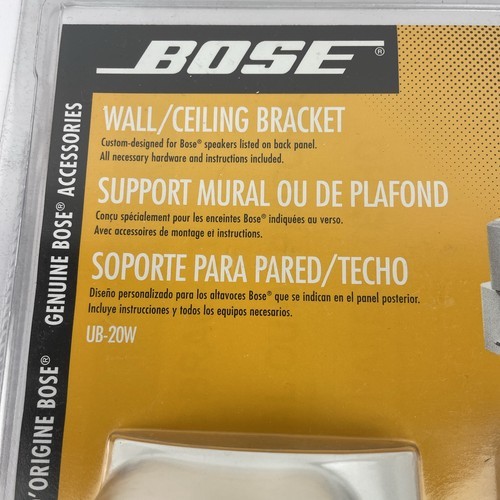 BOSE®
WALL/CEILING BRACKET
Custom-designed for Bose® speakers listed on back panel.
All necessary hardware and instructions included.
SUPPORT MURAL OU DE PLAFOND
Conçu spécialement pour les enceintes Bose® indiquées au verso.
Avec accessoires de montage et instructions.
SOPORTE PARA PARED/TECHO
Diseño personalizado para los altavoces Bose® que se indican en el panel posterior.
Incluye instrucciones y todos los equipos necesarios.
UB-20W
GENUINE BOSE® ACCESSORIES
'ORIGINE BOSE®